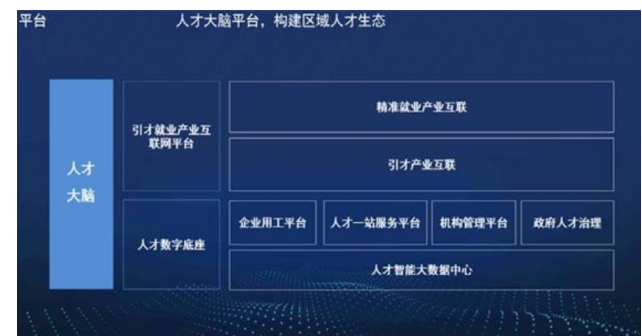 平台
人才大脑平台，构建区域人才生态
人才
大脑
引才就业产业互
联网平台
精准就业产业互联
引才产业互联
人才数字底座
企业用工平台
人才一站服务平台
机构管理平台
政府人才治理
人才智能大数据中心